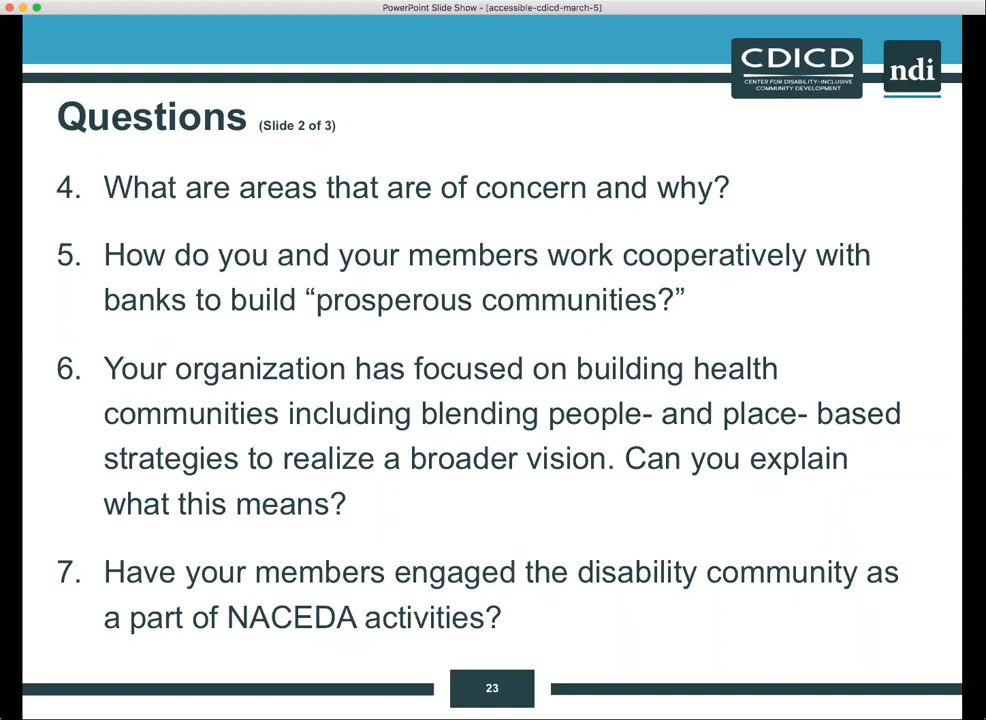 PowerPoint Slide Show - [accessible-cdicd-march-5]
CDICD
CENTER FOR DISABILITY-INCLUSIVE
COMMUNITY DEVELOPMENT
ndi
Questions (Slide 2 of 3)
4. What are areas that are of concern and why?
5. How do you and your members work cooperatively with
banks to build “prosperous communities?”
6. Your organization has focused on building health
communities including blending people- and place- based
strategies to realize a broader vision. Can you explain
what this means?
7. Have your members engaged the disability community as
a part of NACEDA activities?
23